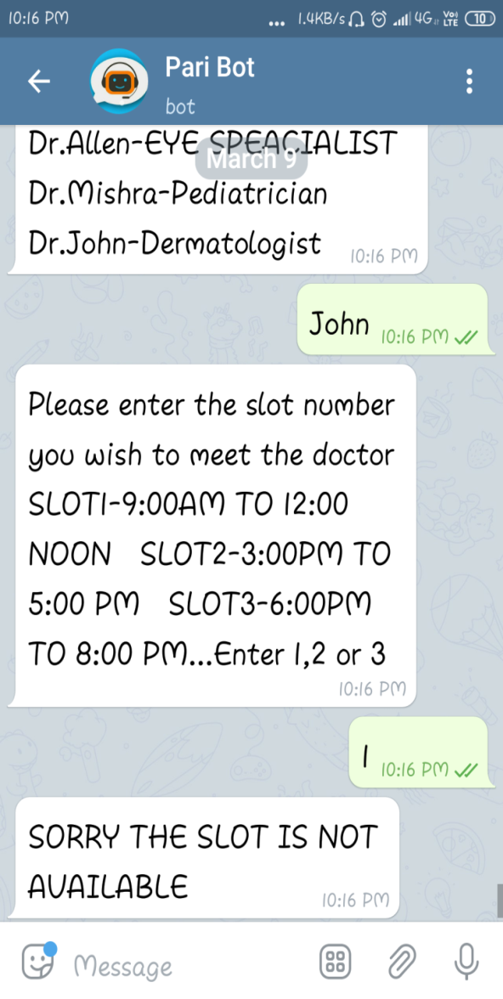 10:16 PM ... 1.4KB/s 4G Vo) LTE 10
Pari Bot
bot
Dr.Allen-EYE SPEACIALIST
March 9
Dr.Mishra-Pediatrician
Dr.John-Dermatologist 10:16 PM
John 10:16 PM
Please enter the slot number
you wish to meet the doctor
SLOT1-9:00AM TO 12:00
NOON SLOT2-3:00PM TO
5:00 PM SLOT3-6:00PM
TO 8:00 PM...Enter 1,2 or 3
10:16 PM
1 10:16 PM
SORRY THE SLOT IS NOT
AVAILABLE 10:16 PM
Message